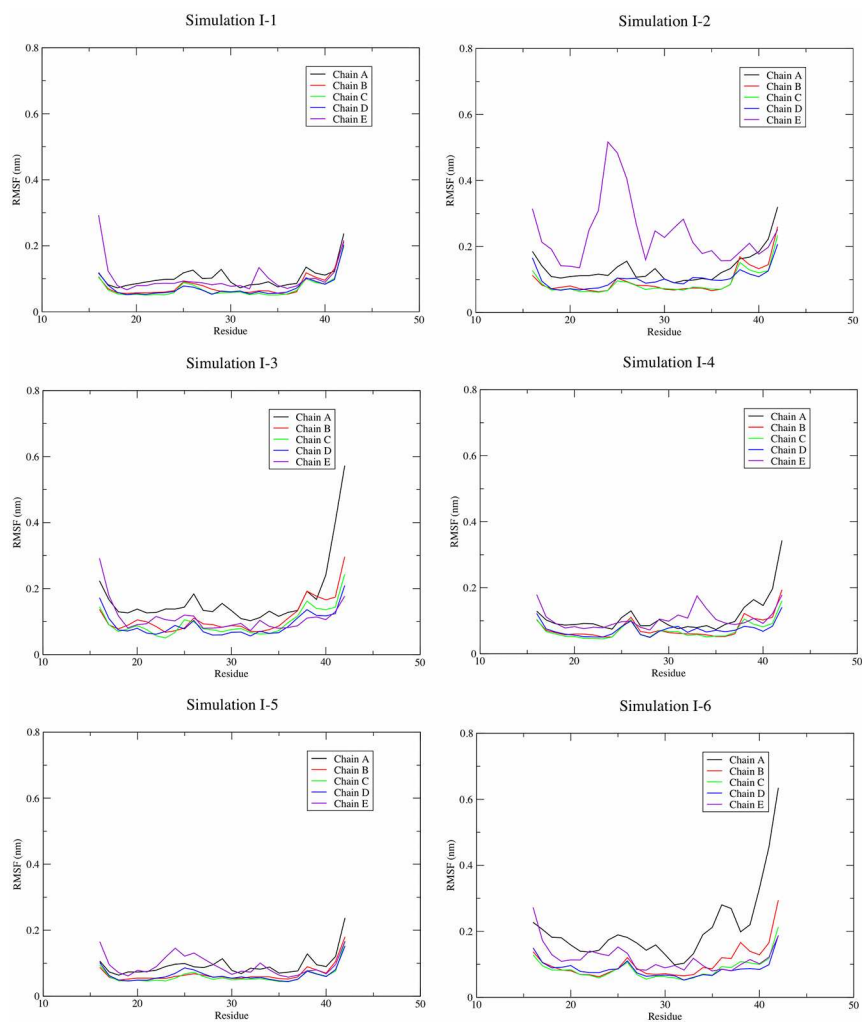 Simulation I-1
0.8
0.6
0.4
0.2
0
10
20
30
40
50
RMSF (nm)
Residue
Chain A
Chain B
Chain C
Chain D
Chain E
Simulation I-2
0.8
0.6
0.4
0.2
0
10
20
30
40
50
RMSF (nm)
Residue
Chain A
Chain B
Chain C
Chain D
Chain E
Simulation I-3
0.8
0.6
0.4
0.2
0
10
20
30
40
50
RMSF (nm)
Residue
Chain A
Chain B
Chain C
Chain D
Chain E
Simulation I-4
0.8
0.6
0.4
0.2
0
10
20
30
40
50
RMSF (nm)
Residue
Chain A
Chain B
Chain C
Chain D
Chain E
Simulation I-5
0.8
0.6
0.4
0.2
0
10
20
30
40
50
RMSF (nm)
Residue
Chain A
Chain B
Chain C
Chain D
Chain E
Simulation I-6
0.8
0.6
0.4
0.2
0
10
20
30
40
50
RMSF (nm)
Residue
Chain A
Chain B
Chain C
Chain D
Chain E